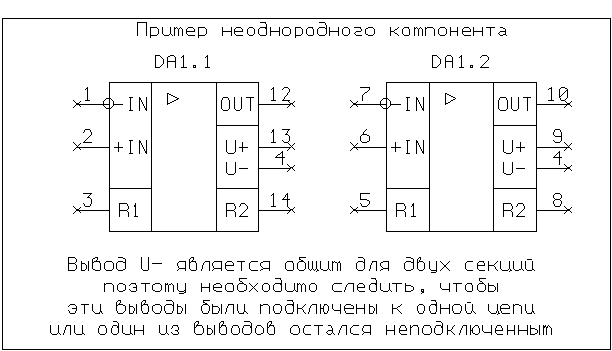 Пример неоднородного компонента
DA1.1 DA1.2
1 -IN ▷ OUT 12 7 -IN ▷ OUT 10
2 +IN U+ 13 6 +IN U+ 9
U- 4 U- 4
3 R1 R2 14 5 R1 R2 8
Вывод U- является общим для двух секций
поэтому необходимо следить, чтобы
эти выводы были подключены к одной цепи
или один из выводов остался неподключенным